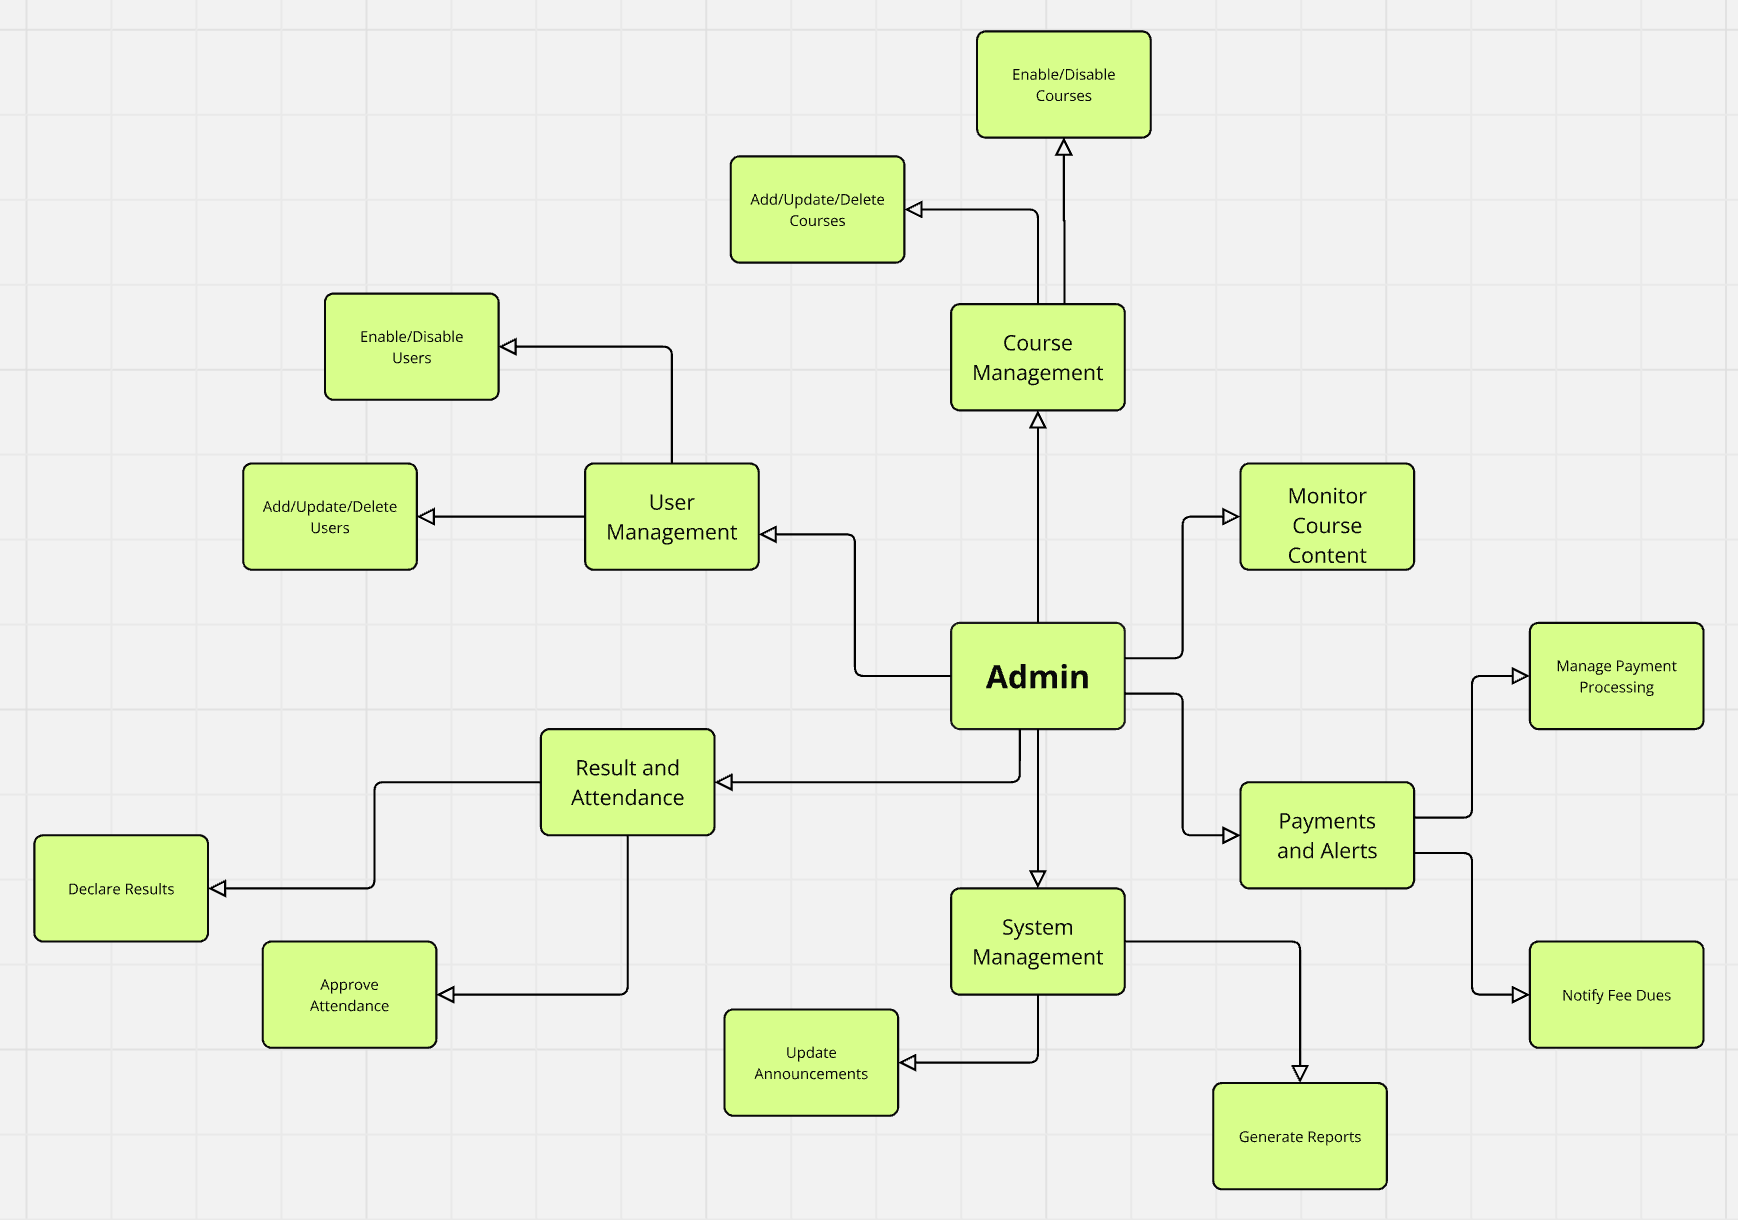 Enable/Disable
Courses
Add/Update/Delete
Courses
Enable/Disable
Users
Course
Management
Add/Update/Delete
Users
User
Management
Monitor
Course
Content
Admin
Manage Payment
Processing
Result and
Attendance
Payments
and Alerts
Declare Results
System
Management
Approve
Attendance
Notify Fee Dues
Update
Announcements
Generate Reports